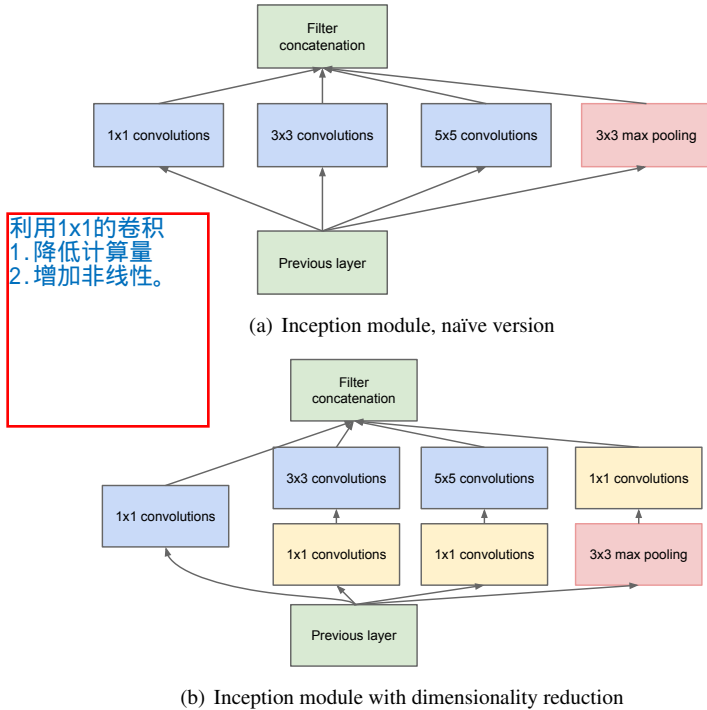 Filter
concatenation
1x1 convolutions
3x3 convolutions
5x5 convolutions
3x3 max pooling
利用1x1的卷积
1.降低计算量
2.增加非线性。
Previous layer
(a) Inception module, naïve version
Filter
concatenation
3x3 convolutions
5x5 convolutions
1x1 convolutions
1x1 convolutions
1x1 convolutions
1x1 convolutions
3x3 max pooling
Previous layer
(b) Inception module with dimensionality reduction